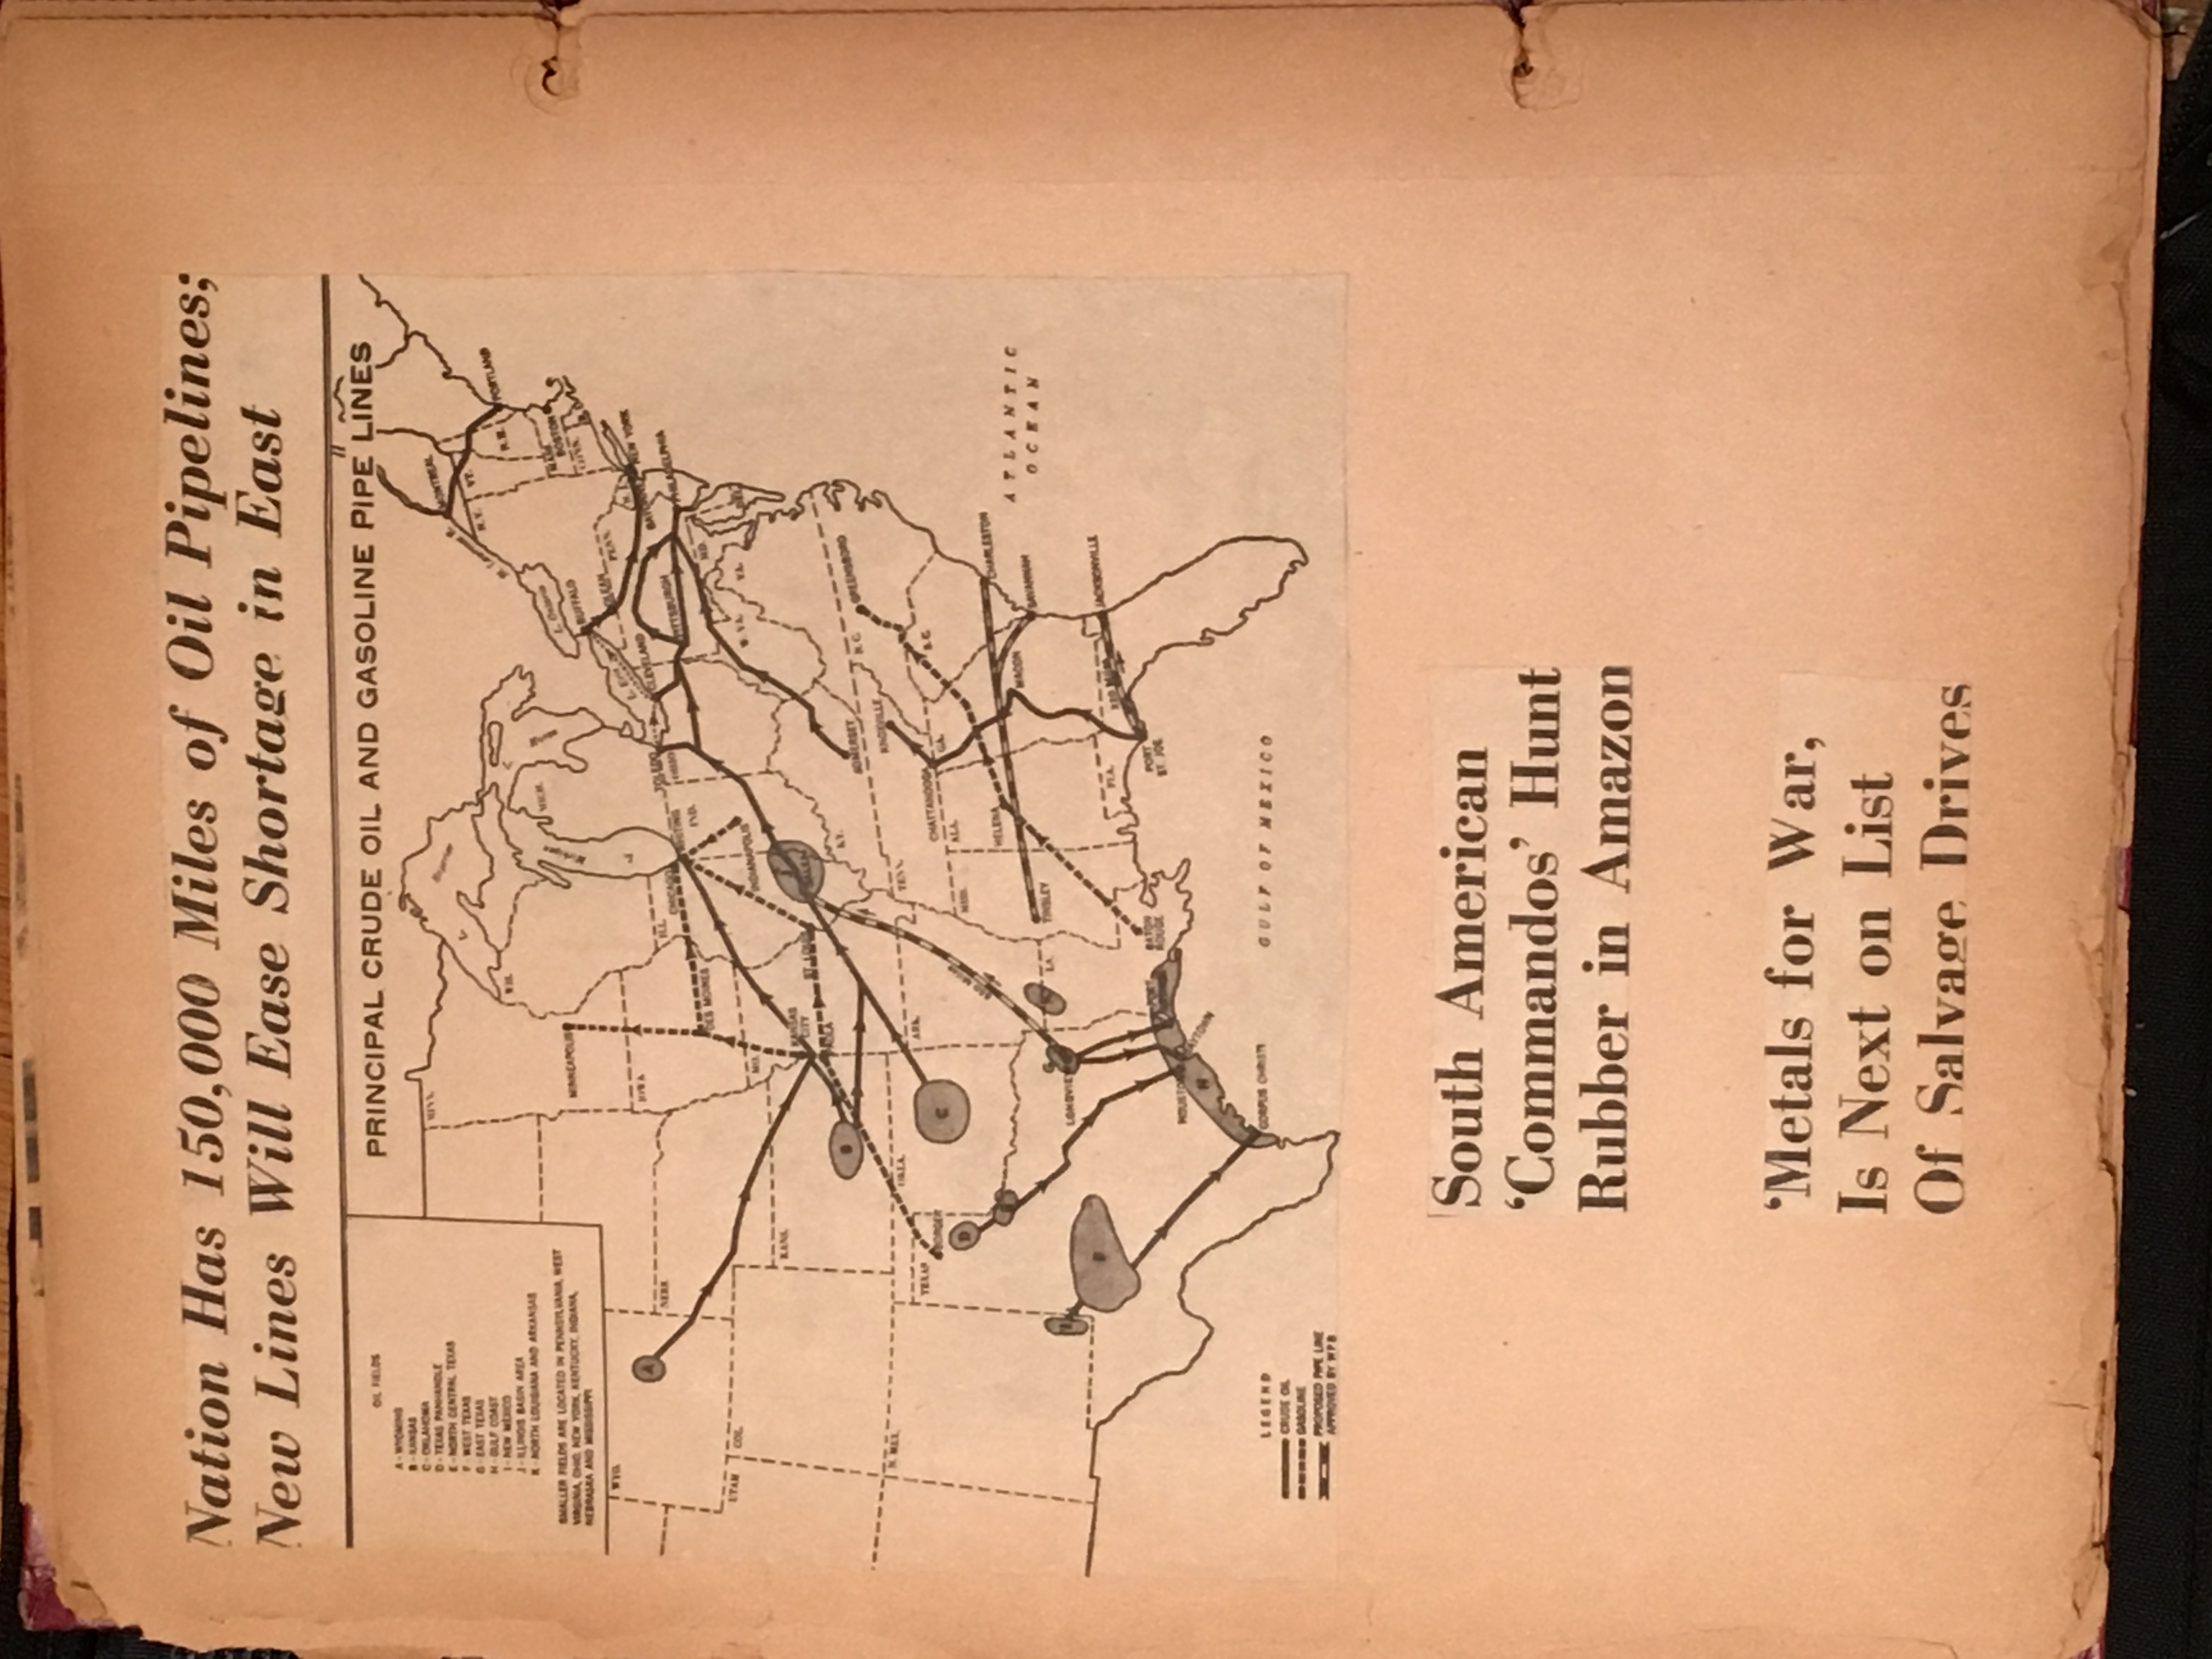 Nation Has 150,000 Miles of Oil Pipelines;
New Lines Will Ease Shortage in East
PRINCIPAL CRUDE OIL AND GASOLINE PIPE LINES
OIL FIELDS
A - WYOMING
B - KANSAS
C - OKLAHOMA
D - TEXAS PANHANDLE
E - NORTH CENTRAL TEXAS
F - WEST TEXAS
G - EAST TEXAS
H - GULF COAST
I - NEW MEXICO
J - ILLINOIS BASIN AREA
K - NORTH LOUISIANA AND ARKANSAS
SMALLER FIELDS ARE LOCATED IN PENNSYLVANIA, WEST
VIRGINIA, OHIO, NEW YORK, KENTUCKY, INDIANA,
NEBRASKA AND MISSISSIPPI
MINN.
MONTREAL
N.Y.
VT.
N.H.
PORTLAND
WIS.
MICH.
L. Ontario
MASS.
BOSTON
CONN.
MINNEAPOLIS
BUFFALO
OLEAN
PENN.
N.J.
NEW YORK
WYO.
IOWA
L. Erie
CLEVELAND
A
NEBR.
ILL.
CHICAGO
WHITING
IND.
TOLEDO
OHIO
PITTSBURGH
PHILADELPHIA
DES MOINES
MD.
UTAH
COL.
MO.
INDIANAPOLIS
W. VA.
VA.
DEL.
KANS.
KANSAS
CITY
ST. LOUIS
PAOLA
B
KY.
SOMERSET
N.C.
GREENSBORO
N. MEX.
OKLA.
ARK.
TENN.
KNOXVILLE
TEXAS
BORGER
C
CHATTANOOGA
GA.
S.C.
MISS.
ALA.
D
HELENA
CHARLESTON
ATLANTIC
OCEAN
MACON
SAVANNAH
TINSLEY
LA.
G
LONGVIEW
F
FLA.
JACKSONVILLE
BATON
ROUGE
PORT
ST. JOE
PORT
HOUSTON
BAYTOWN
H
CORPUS CHRISTI
GULF OF MEXICO
LEGEND
CRUDE OIL
GASOLINE
PROPOSED PIPE LINE
APPROVED BY WPB
South American
‘Commandos’ Hunt
Rubber in Amazon
‘Metals for War,
Is Next on List
Of Salvage Drives